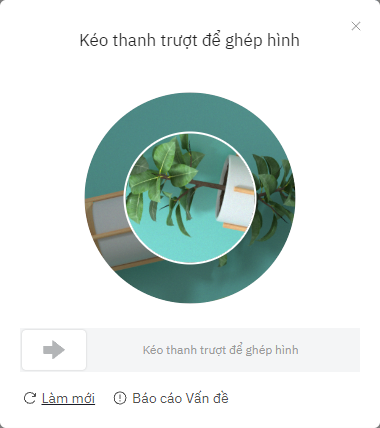 Kéo thanh trượt để ghép hình
Kéo thanh trượt để ghép hình
Làm mới
Báo cáo Vấn đề